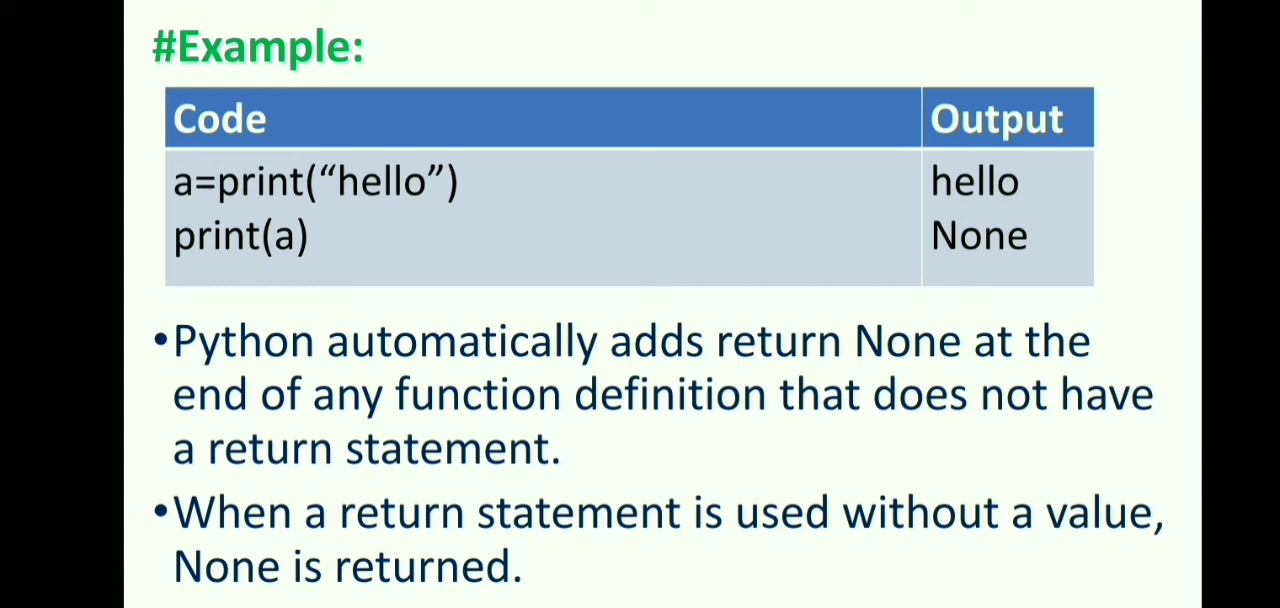 #Example:
Code Output
a=print(“hello”) hello
print(a) None
•Python automatically adds return None at the
end of any function definition that does not have
a return statement.
•When a return statement is used without a value,
None is returned.